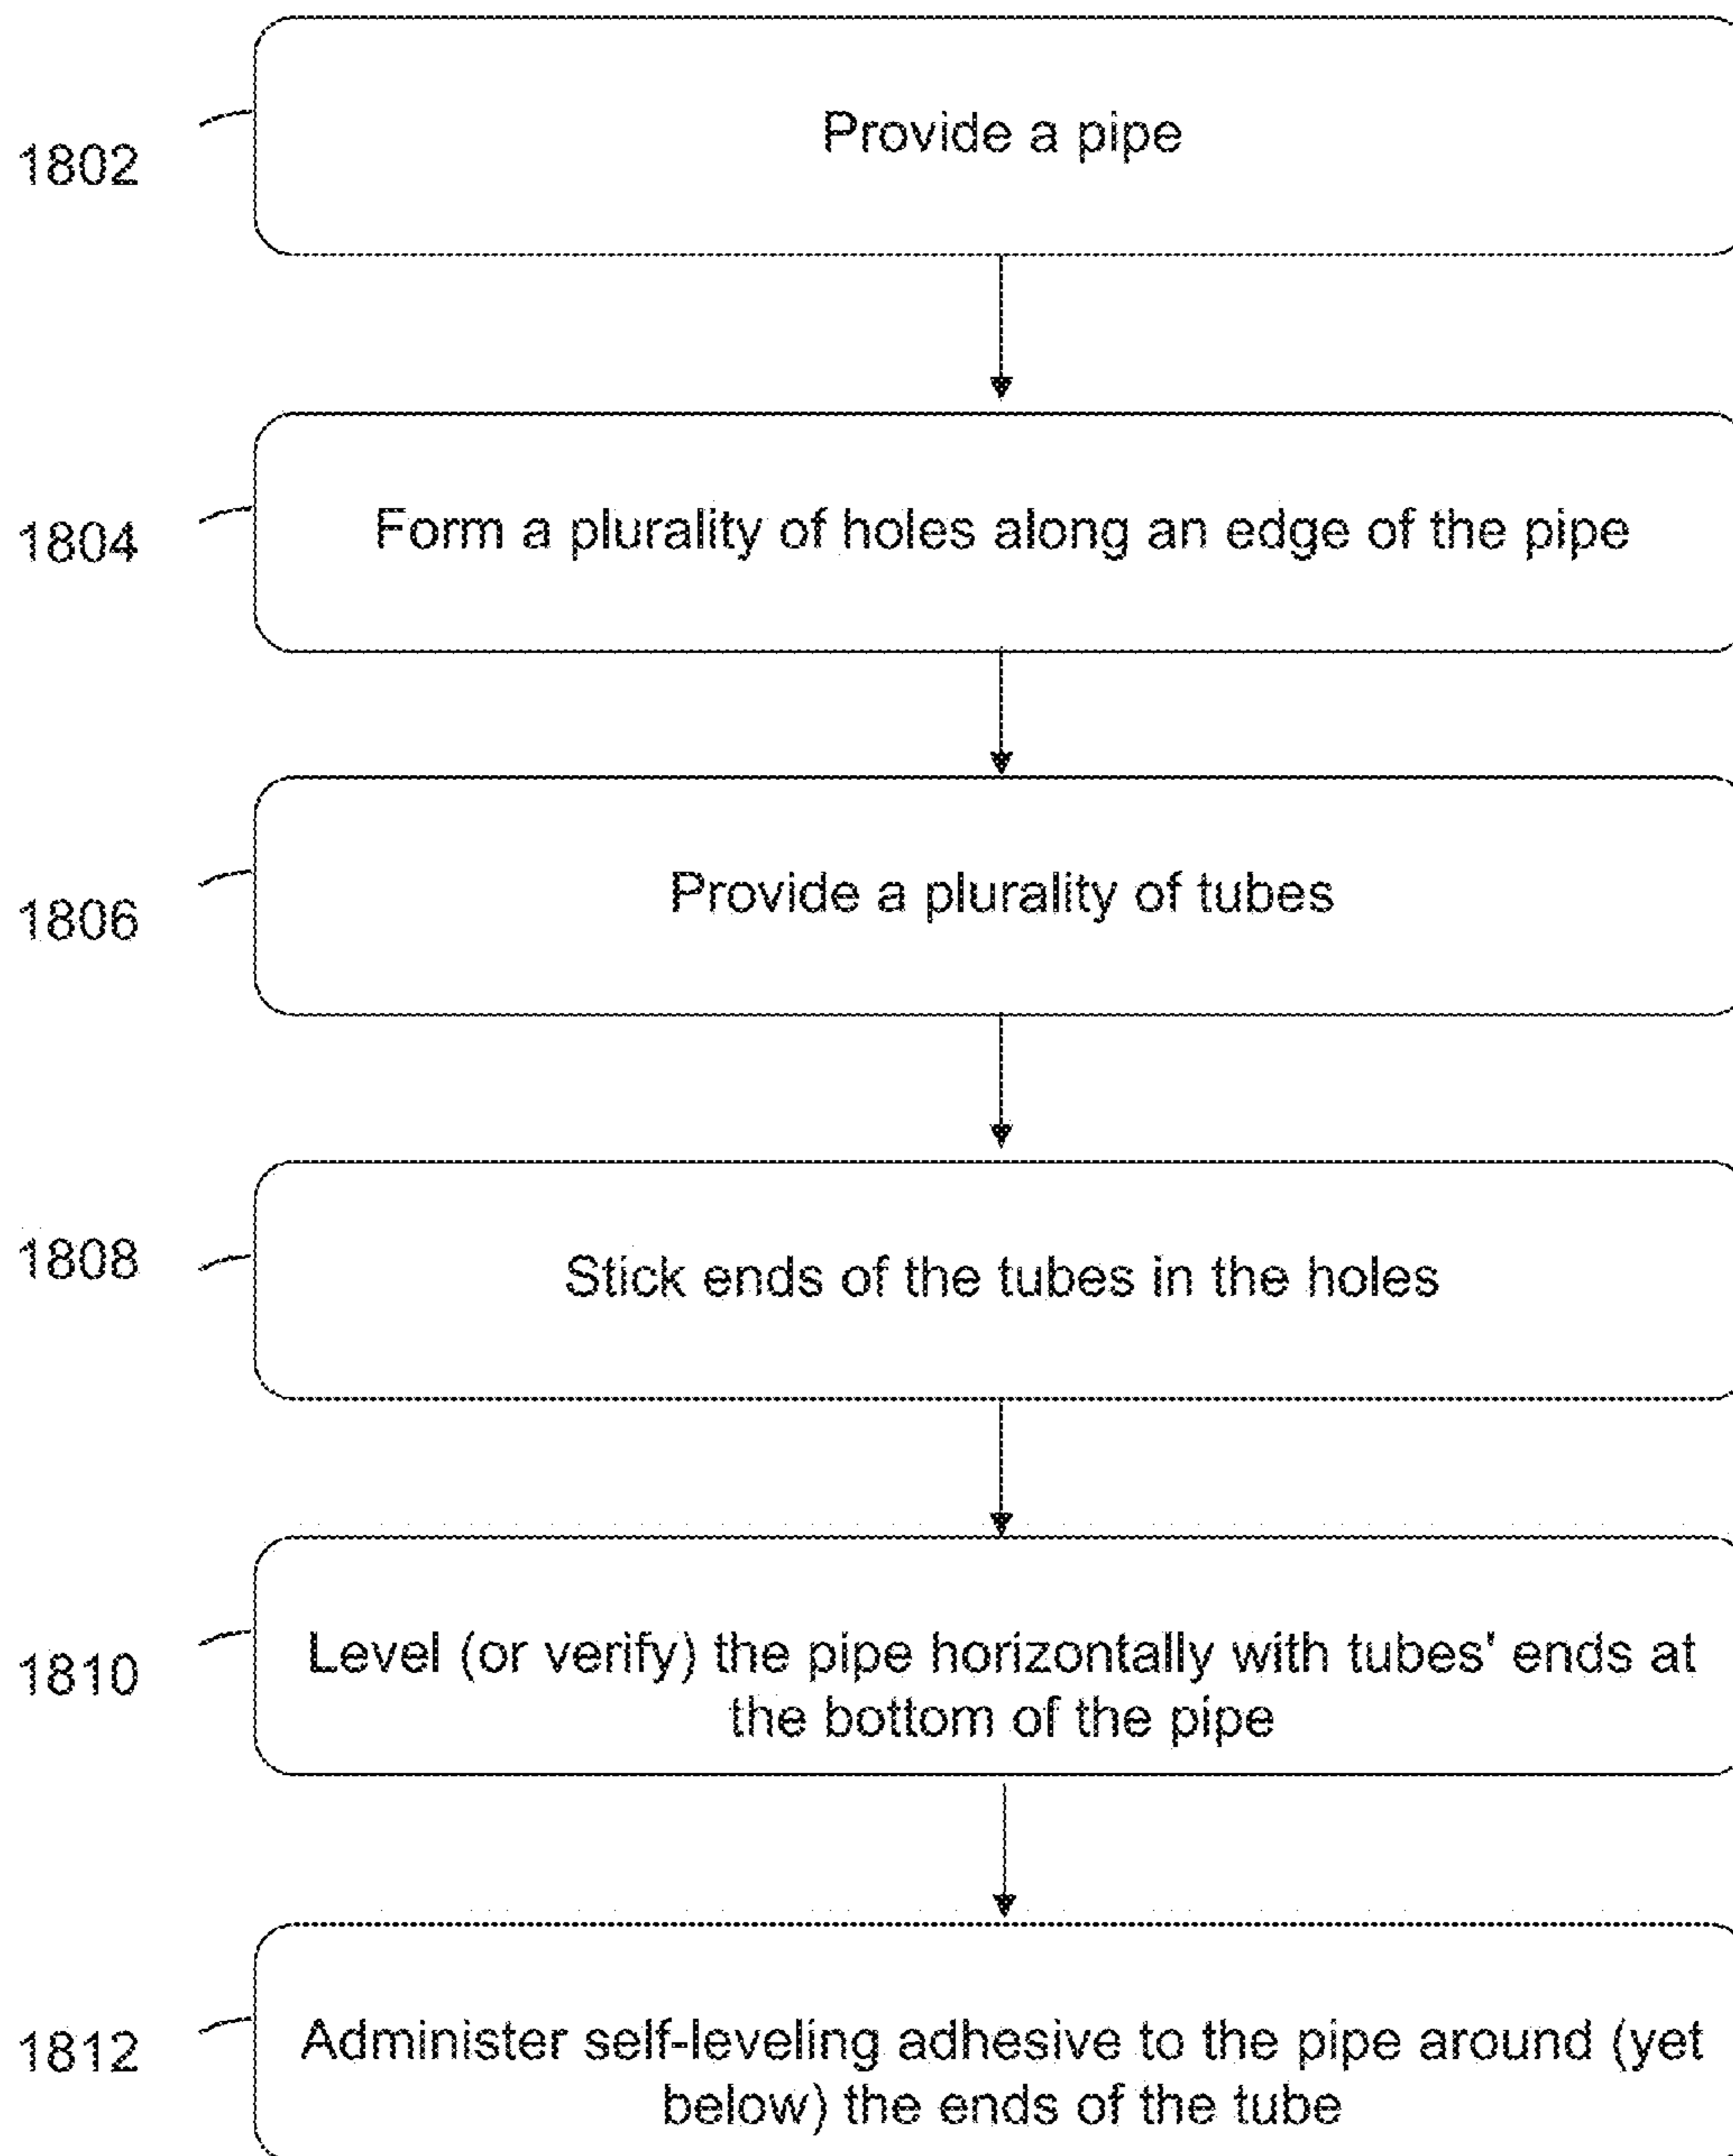 Provide a pipe
1802
Form a plurality of holes along an edge of the pipe
1804
Provide a plurality of tubes
1806
Stick ends of the tubes in the holes
1808
Level (or verify) the pipe horizontally with tubes' ends at
the bottom of the pipe
1810
Administer self-leveling adhesive to the pipe around (yet
below) the ends of the tube
1812